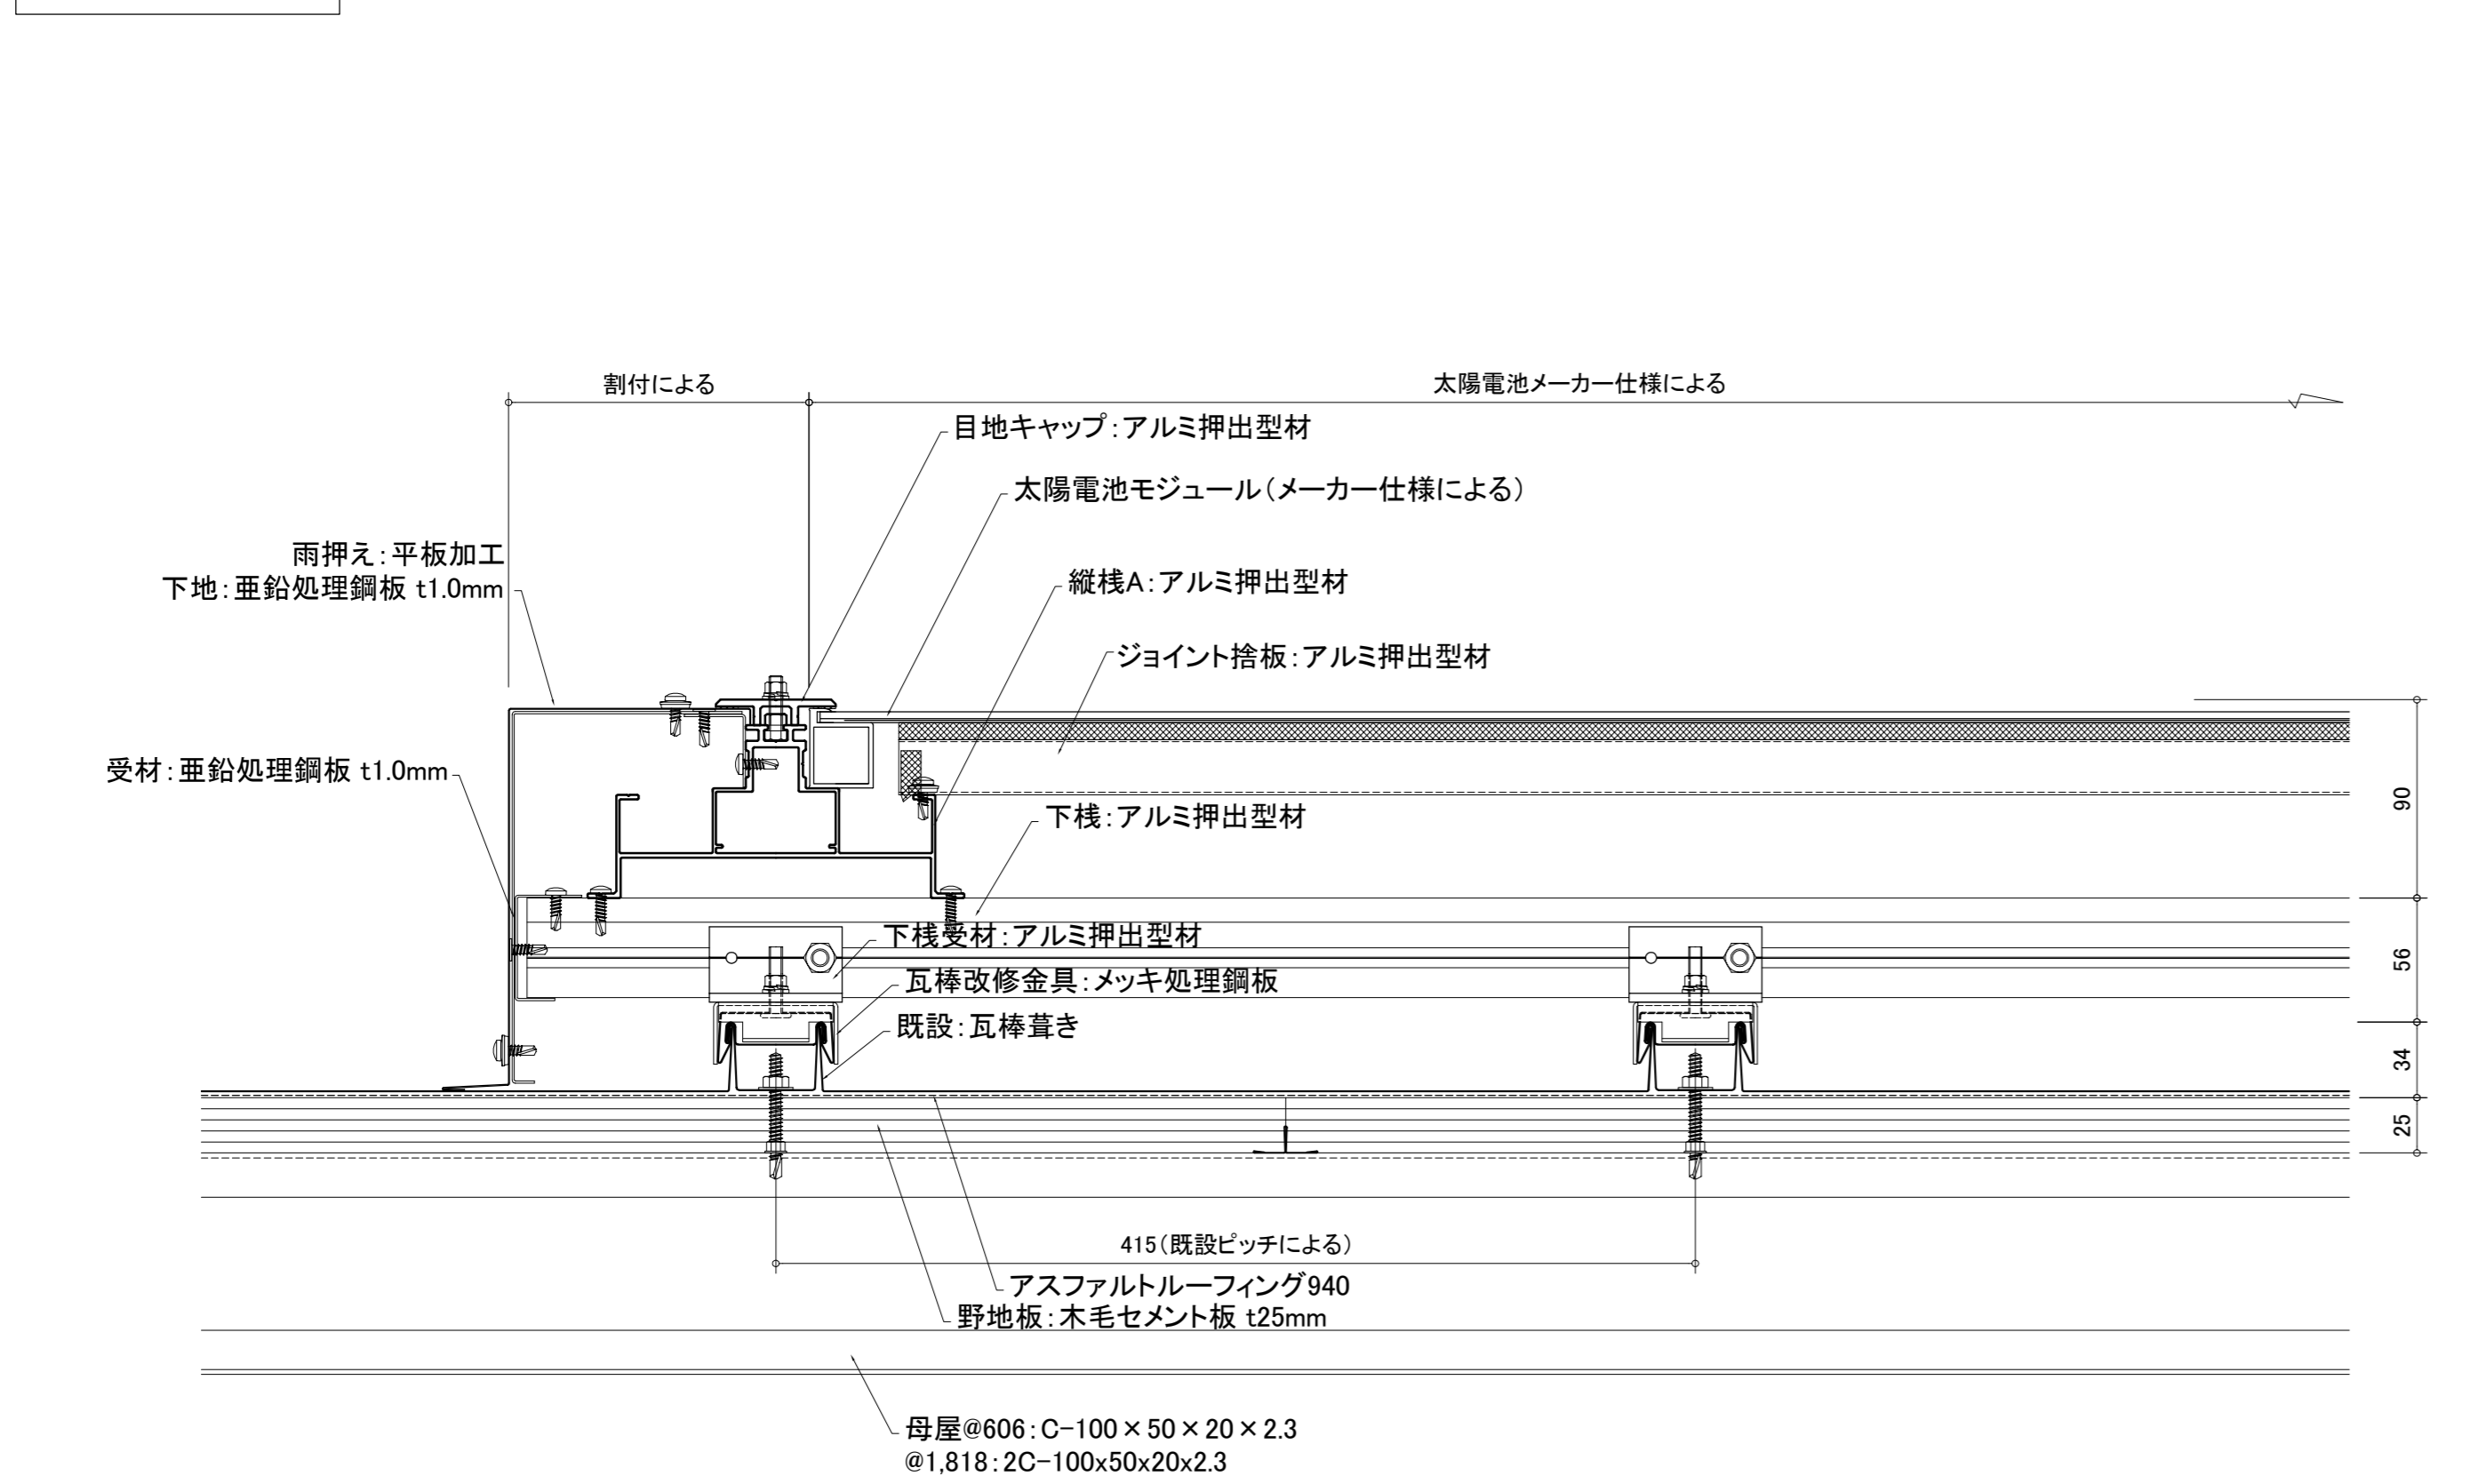 割付による
太陽電池メーカー仕様による
目地キャップ:アルミ押出型材
太陽電池モジュール(メーカー仕様による)
雨押え:平板加工
下地:亜鉛処理鋼板 t1.0mm
縦桟A:アルミ押出型材
ジョイント捨板:アルミ押出型材
受材:亜鉛処理鋼板 t1.0mm
下桟:アルミ押出型材
下桟受材:アルミ押出型材
瓦棒改修金具:メッキ処理鋼板
既設:瓦棒葺き
90
56
34
25
415(既設ピッチによる)
アスファルトルーフィング940
野地板:木毛セメント板 t25mm
母屋@606:C-100×50×20×2.3
@1,818:2C-100x50x20x2.3